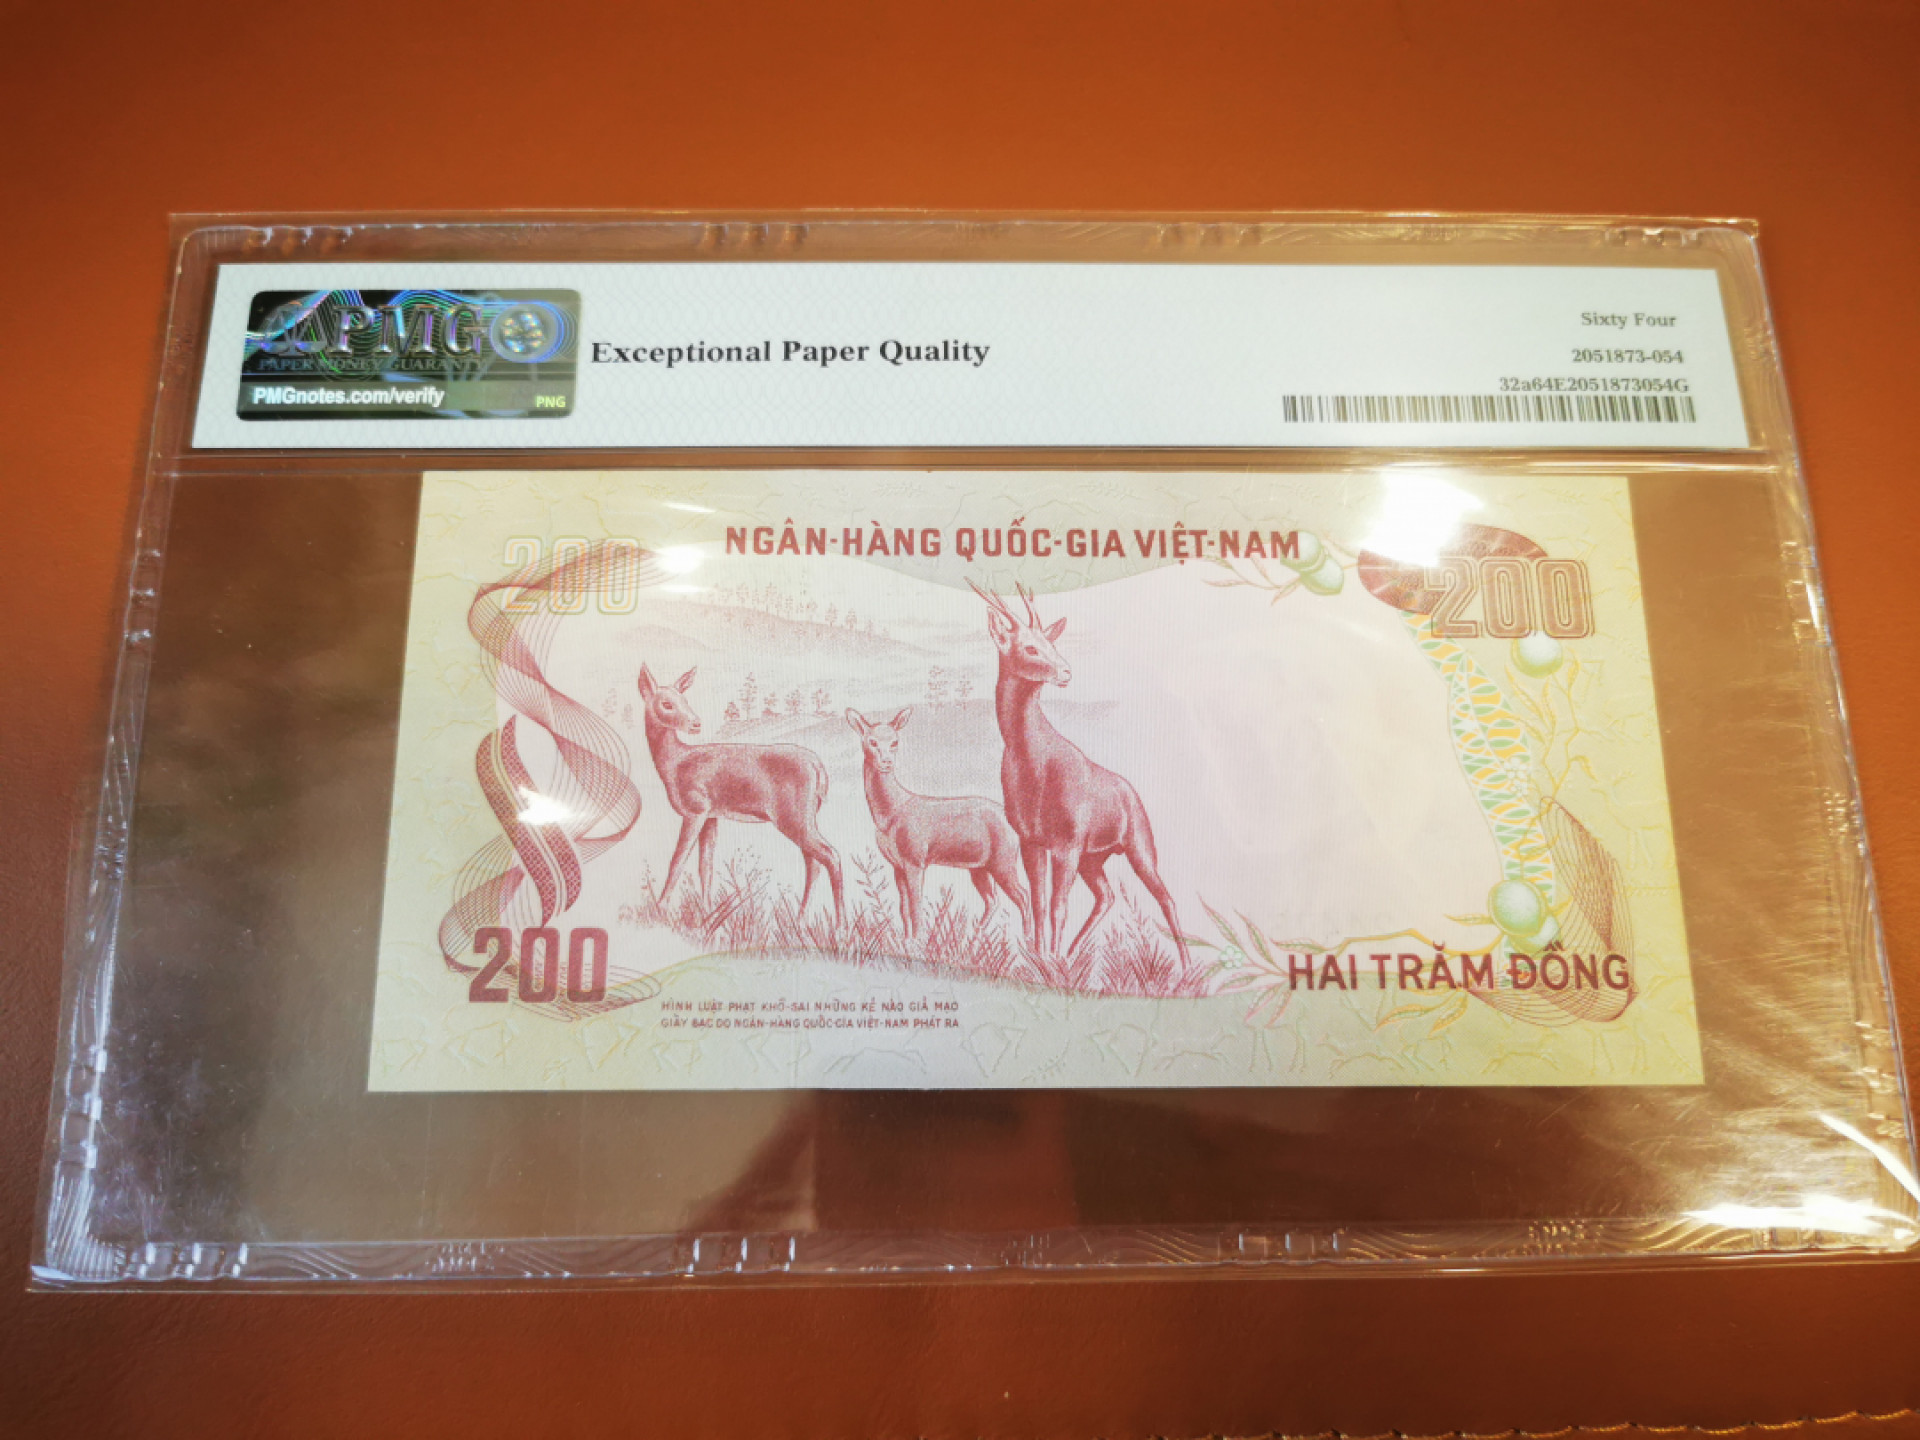 PMG
PAPER MONEY GUARANTY
PMGnotes.com/verify
PNG
Exceptional Paper Quality
Sixty Four
2051873-054
32a64E2051873054G
NGÂN-HÀNG QUỐC-GIA VIỆT-NAM
200
200
200
HAI TRĂM ĐỒNG
HÌNH LUẬT PHẠT KHỔ-SAI NHỮNG KẺ NÀO GIẢ MẠO
GIẤY BẠC DO NGÂN-HÀNG QUỐC-GIA VIỆT-NAM PHÁT RA